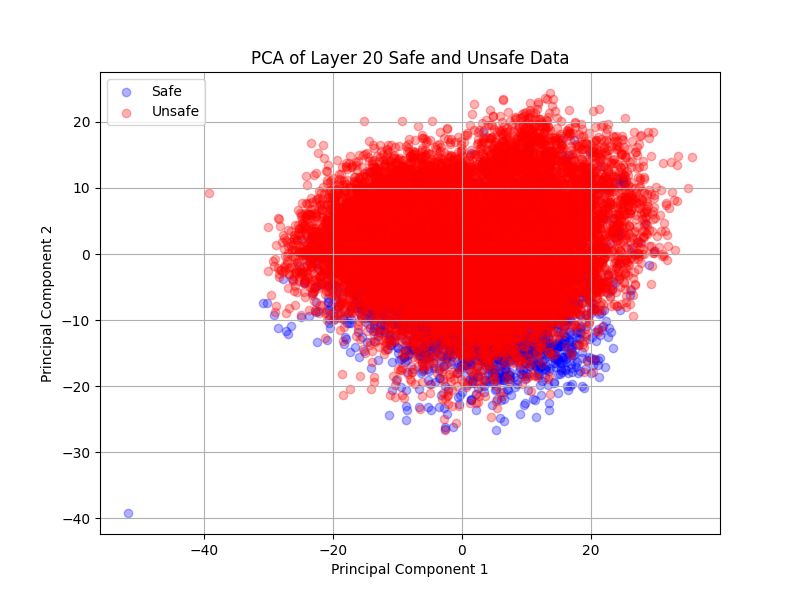 PCA of Layer 20 Safe and Unsafe Data
Safe
Unsafe
20
10
0
−10
−20
−30
−40
Principal Component 2
−40
−20
0
20
Principal Component 1